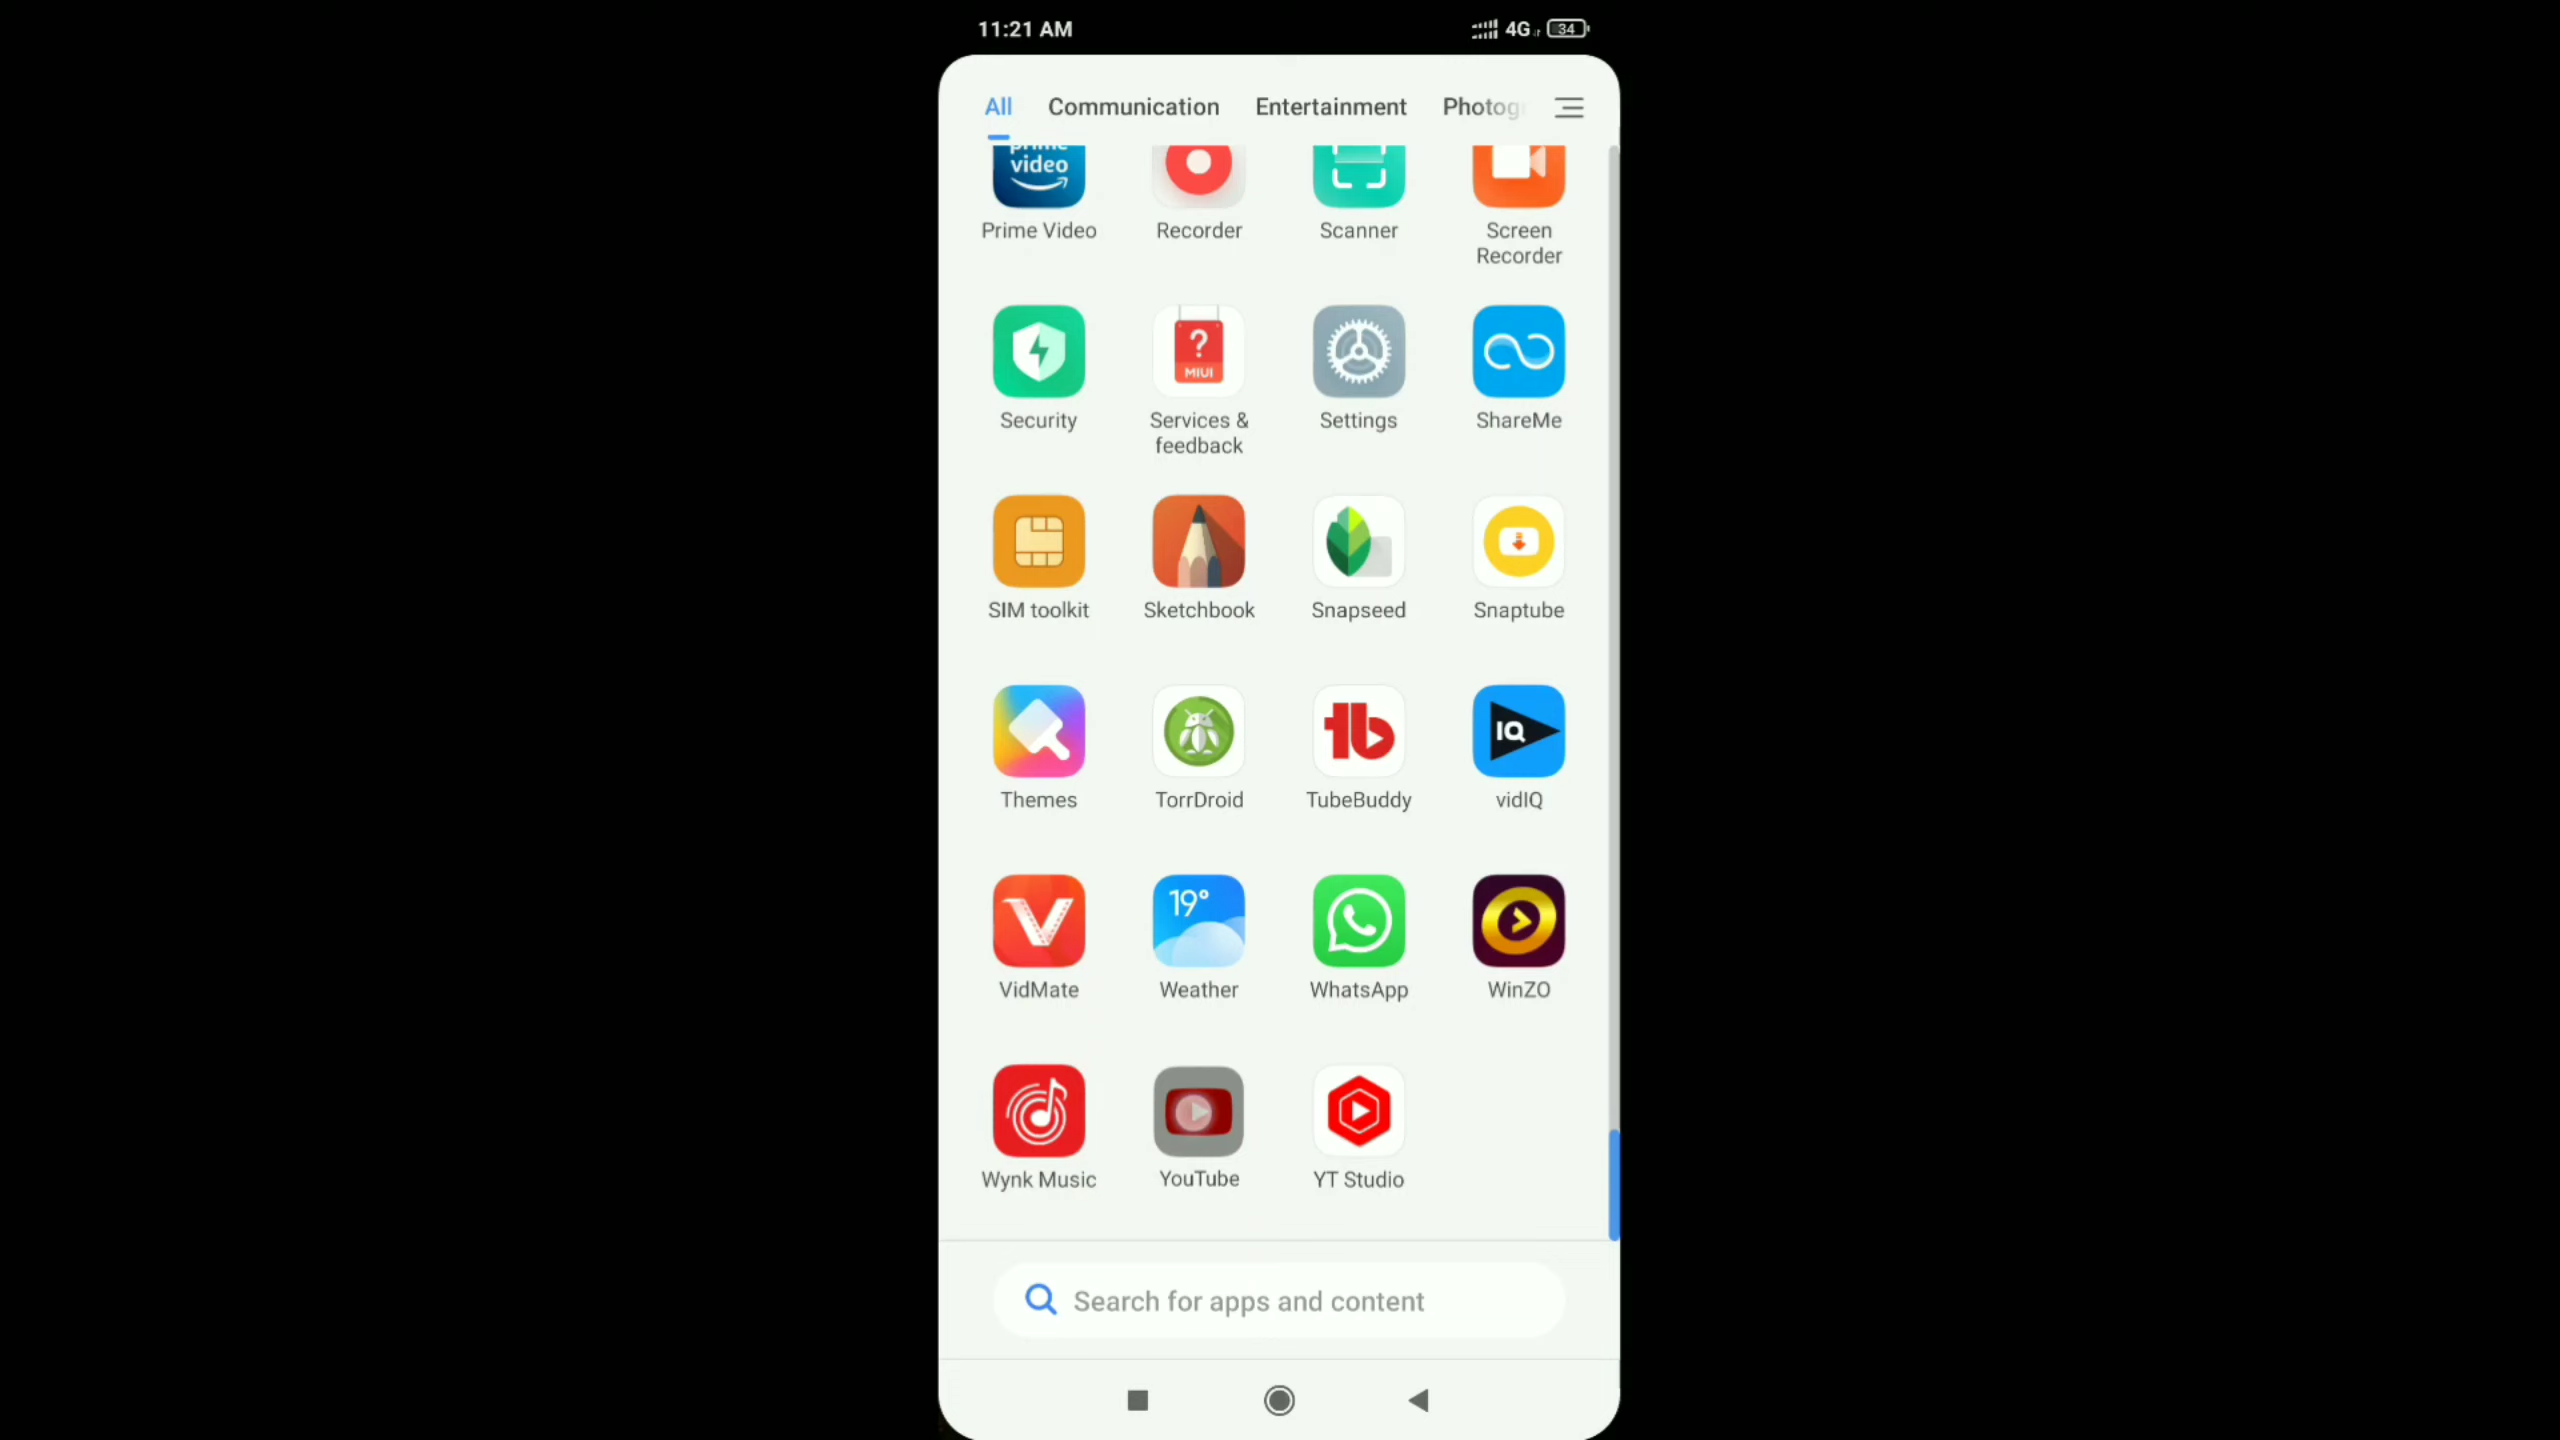 11:21 AM
4G 34
All Communication Entertainment Photog
prime
video
Prime Video Recorder Scanner Screen
Recorder
MIUI
Security Services &
feedback Settings ShareMe
SIM toolkit Sketchbook Snapseed Snaptube
tb IQ
Themes TorrDroid TubeBuddy vidIQ
19°
VidMate Weather WhatsApp WinZO
Wynk Music YouTube YT Studio
Search for apps and content